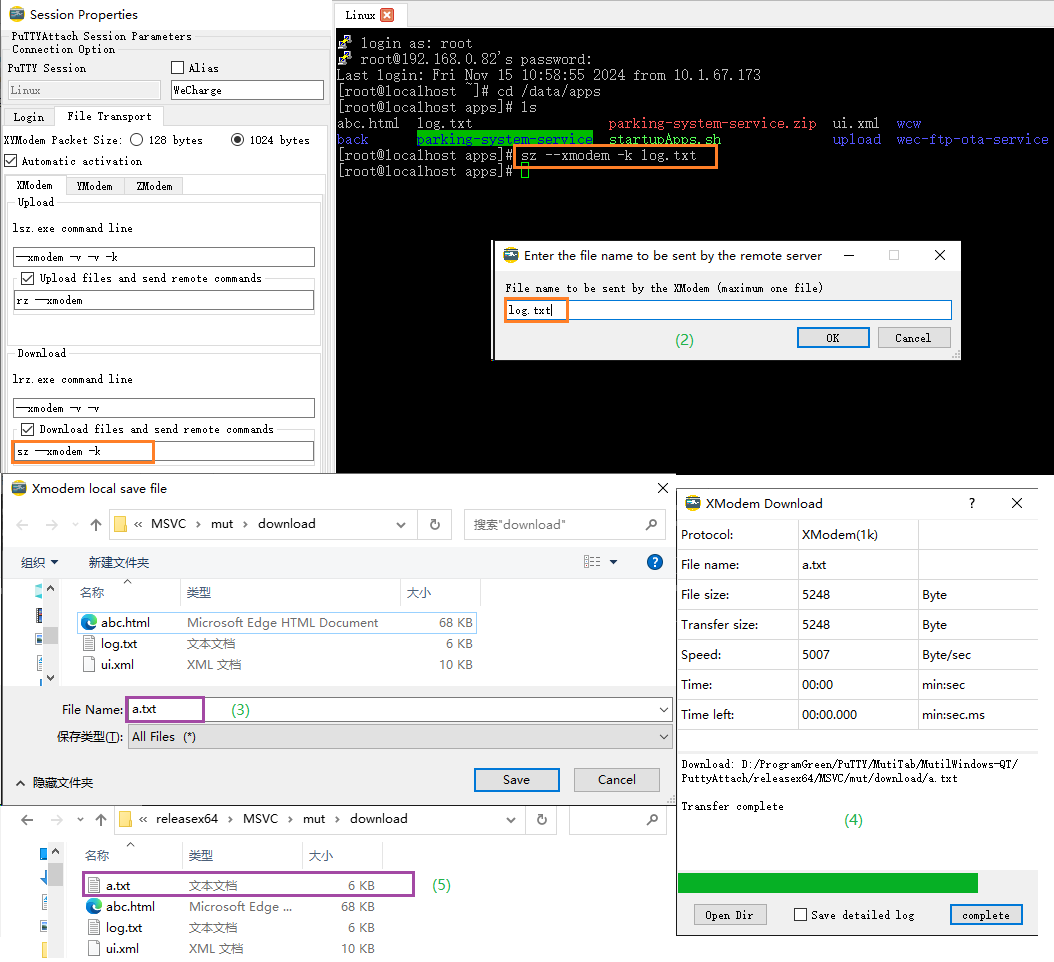 Session Properties
PuTTYAttach Session Parameters
Connection Option
PuTTY Session
Alias
Linux
WeCharge
Login
File Transport
XYModem Packet Size:
128 bytes
1024 bytes
Automatic activation
XModem
YModem
ZModem
Upload
lsz.exe command line
--xmodem -v -v -k
Upload files and send remote commands
rz --xmodem
Download
lrz.exe command line
--xmodem -v -v
Download files and send remote commands
sz --xmodem -k
Linux
login as: root
root@192.168.0.82's password:
Last login: Fri Nov 15 10:58:55 2024 from 10.1.67.173
[root@localhost ~]# cd /data/apps
[root@localhost apps]# ls
abc.html log.txt parking-system-service.zip ui.xml wcw
back parking-system-service startupApps.sh upload wec-ftp-ota-service
[root@localhost apps]# sz --xmodem -k log.txt
[root@localhost apps]#
Enter the file name to be sent by the remote server
File name to be sent by the XModem (maximum one file)
log.txt
(2)
OK
Cancel
Xmodem local save file
« MSVC › mut › download
搜索"download"
组织
新建文件夹
名称
类型
大小
abc.html Microsoft Edge HTML Document 68 KB
log.txt 文本文档 6 KB
ui.xml XML 文档 10 KB
File Name: a.txt
(3)
保存类型(T): All Files (*)
隐藏文件夹
Save
Cancel
« releasex64 › MSVC › mut › download
名称
类型
大小
a.txt 文本文档 6 KB
(5)
abc.html Microsoft Edge ... 68 KB
log.txt 文本文档 6 KB
ui.xml XML 文档 10 KB
XModem Download
?
Protocol: XModem(1k)
File name: a.txt
File size: 5248 Byte
Transfer size: 5248 Byte
Speed: 5007 Byte/sec
Time: 00:00 min:sec
Time left: 00:00.000 min:sec.ms
Download: D:/ProgramGreen/PuTTY/MutiTab/MutilWindows-QT/
PuttyAttach/releasex64/MSVC/mut/download/a.txt
Transfer complete
(4)
Open Dir
Save detailed log
complete